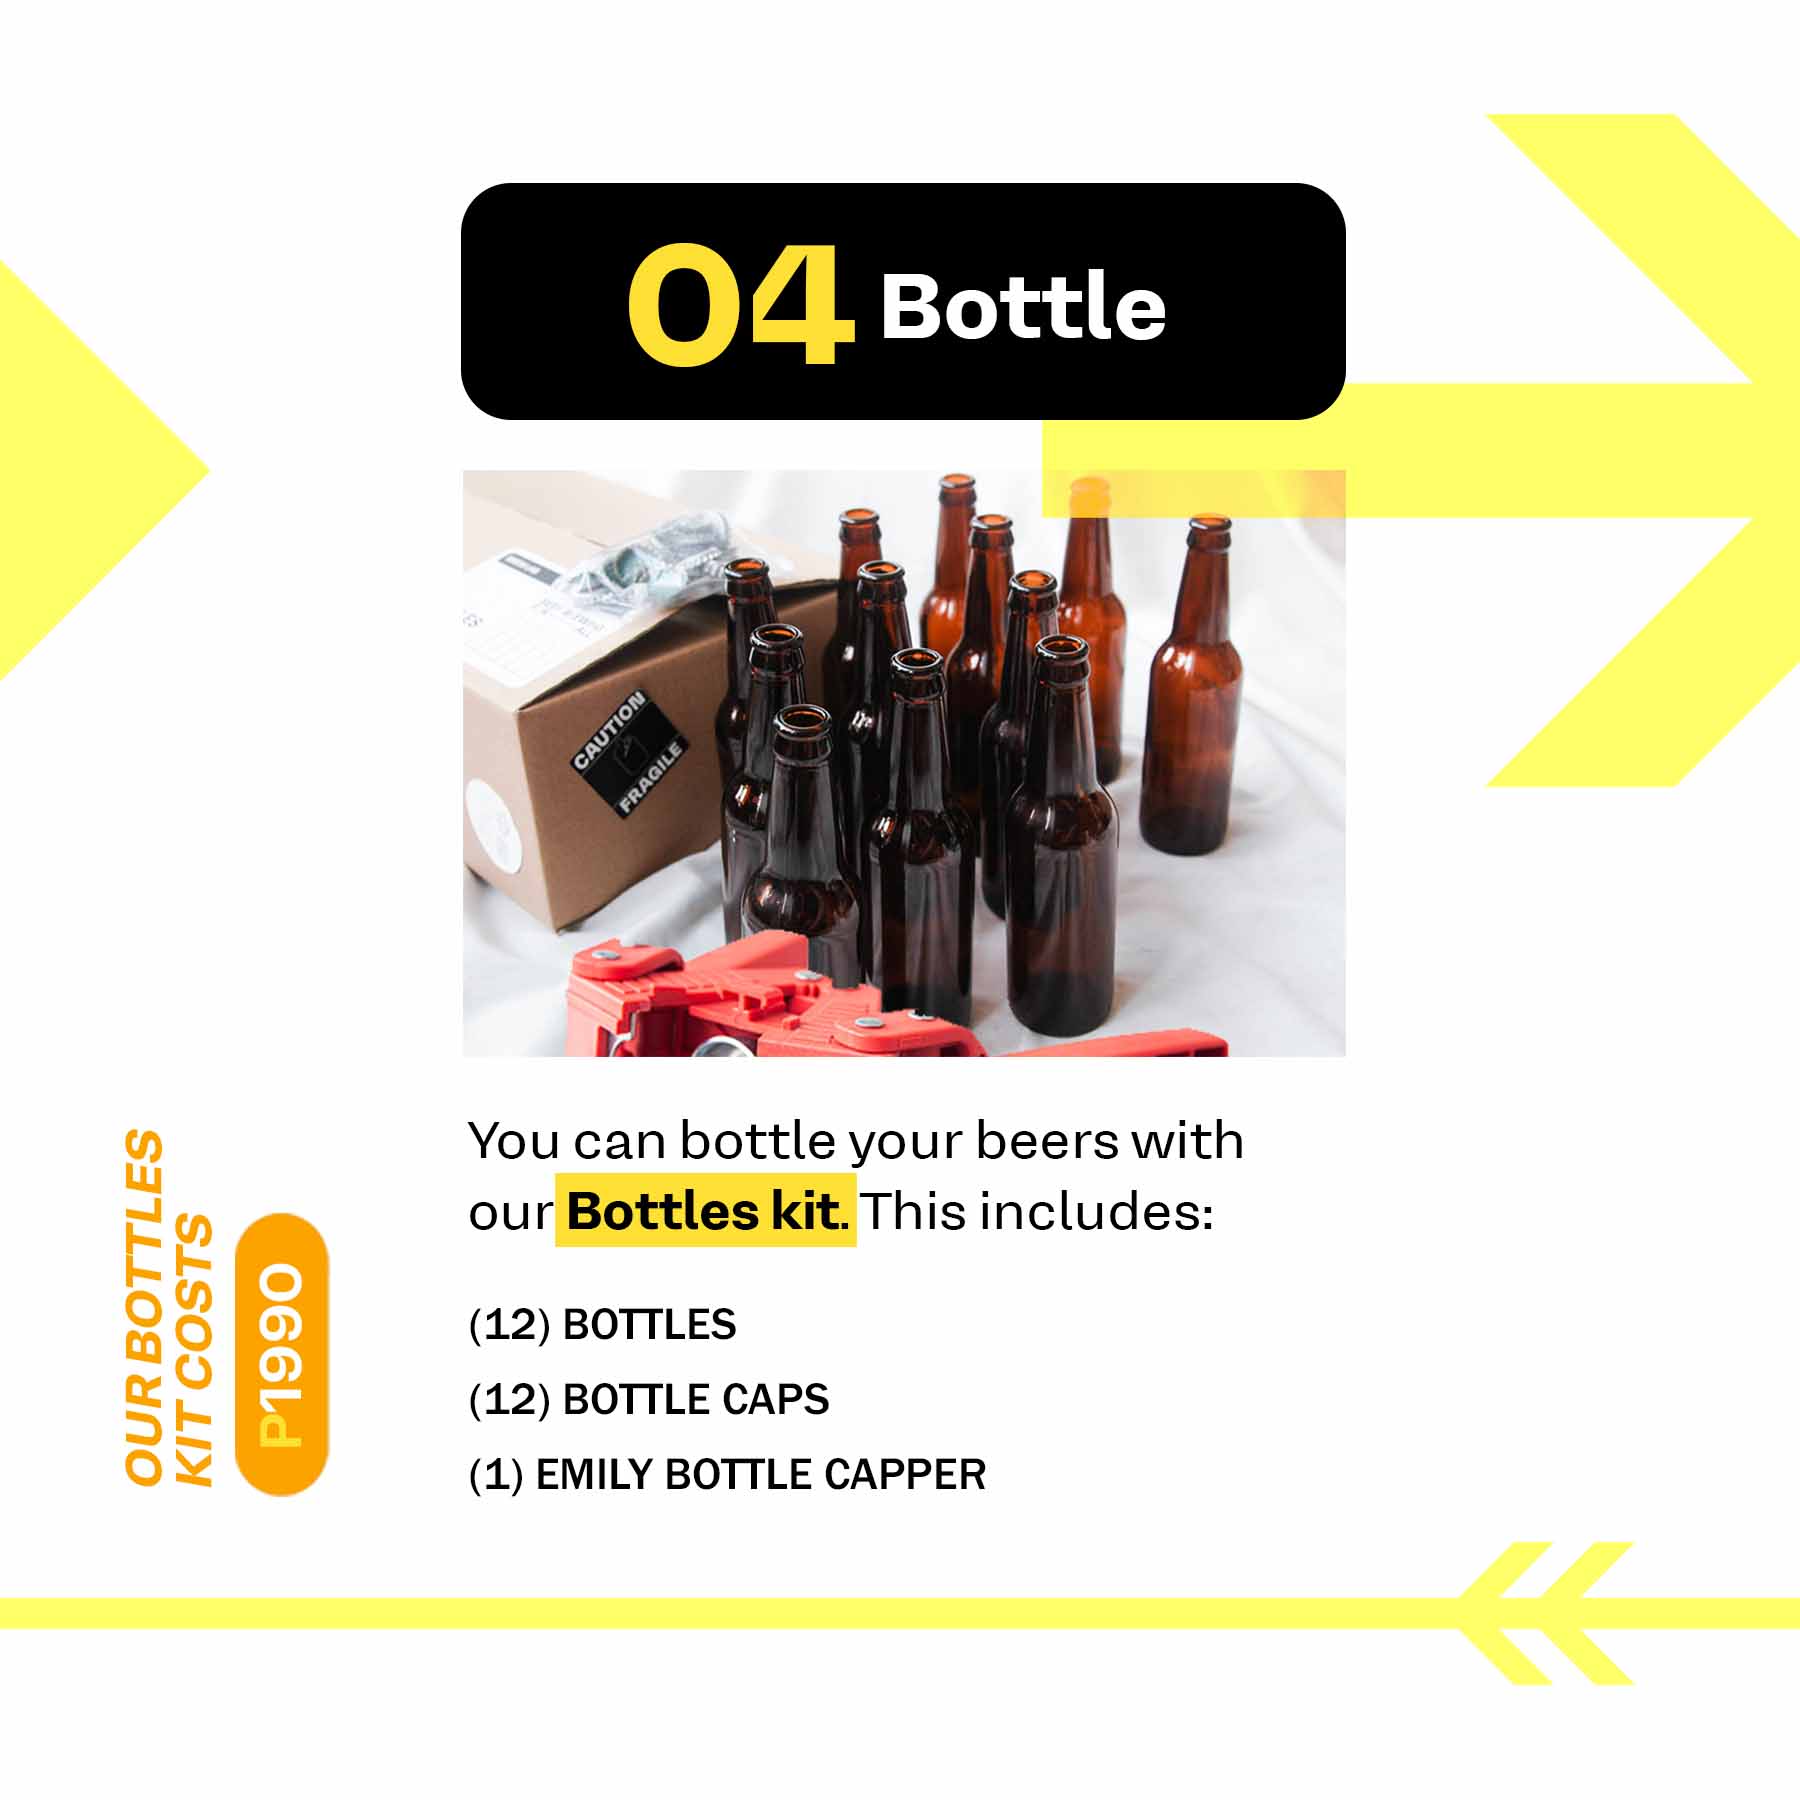 04 Bottle
CAUTION
FRAGILE
You can bottle your beers with
our Bottles kit. This includes:
(12) BOTTLES
(12) BOTTLE CAPS
(1) EMILY BOTTLE CAPPER
OUR BOTTLES
KIT COSTS
P1990